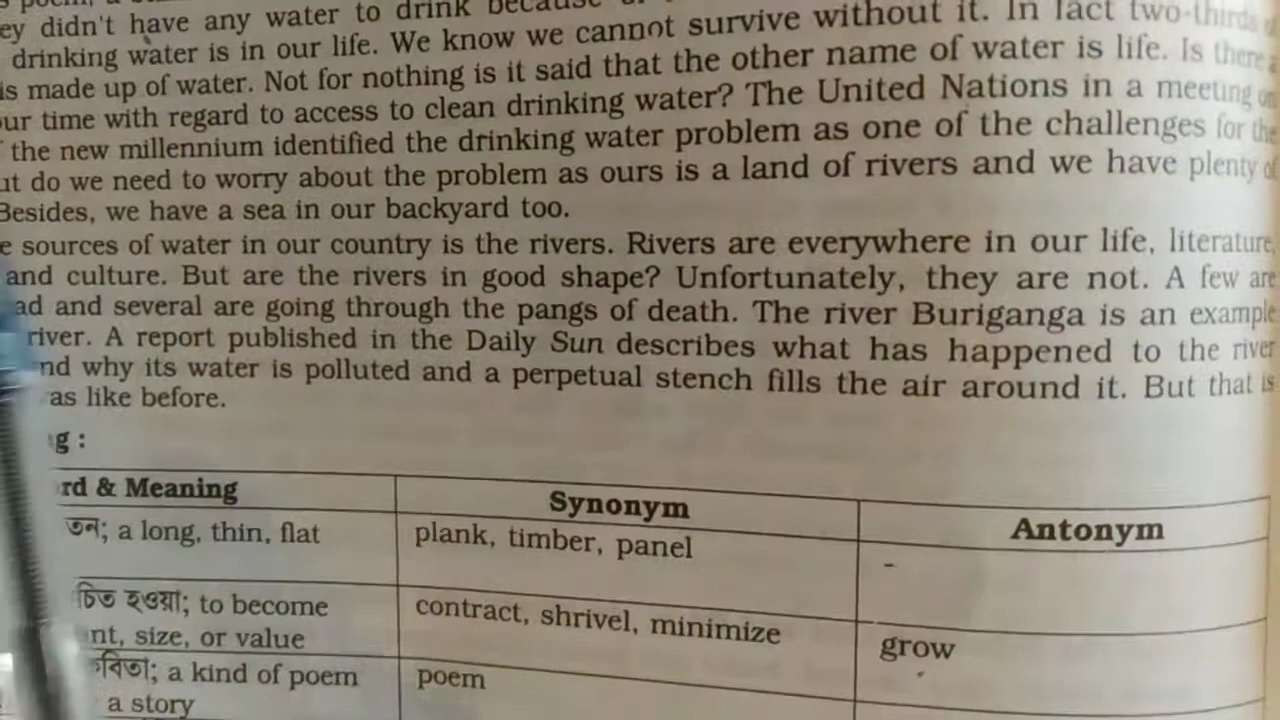 didn't have any water to drink
drinking water is in our life. We know we cannot survive without it. In fact two-thirds
is made up of water. Not for nothing is it said that the other name of water is life. Is there a
our time with regard to access to clean drinking water? The United Nations in a meeting on
the new millennium identified the drinking water problem as one of the challenges for the
ut do we need to worry about the problem as ours is a land of rivers and we have plenty of
Besides, we have a sea in our backyard too.
e sources of water in our country is the rivers. Rivers are everywhere in our life, literature,
and culture. But are the rivers in good shape? Unfortunately, they are not. A few are
ad and several are going through the pangs of death. The river Buriganga is an example
river. A report published in the Daily Sun describes what has happened to the river
nd why its water is polluted and a perpetual stench fills the air around it. But that is
as like before.
g :
rd & Meaning Synonym Antonym
তন; a long, thin, flat plank, timber, panel -
চিত হওয়া; to become contract, shrivel, minimize grow
nt, size, or value
কবিতা; a kind of poem poem
a story